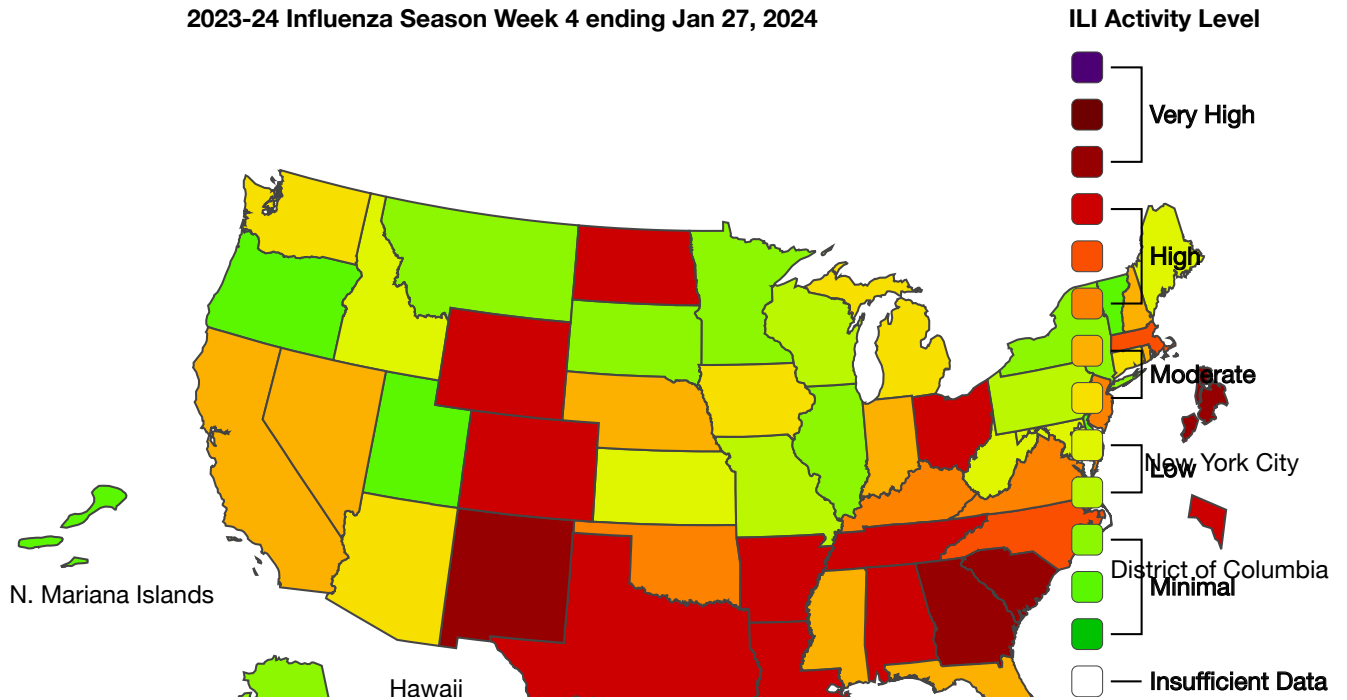 2023-24 Influenza Season Week 4 ending Jan 27, 2024
ILI Activity Level
Very High
High
Moderate
New York City
Low
District of Columbia
Minimal
N. Mariana Islands
Hawaii
Insufficient Data